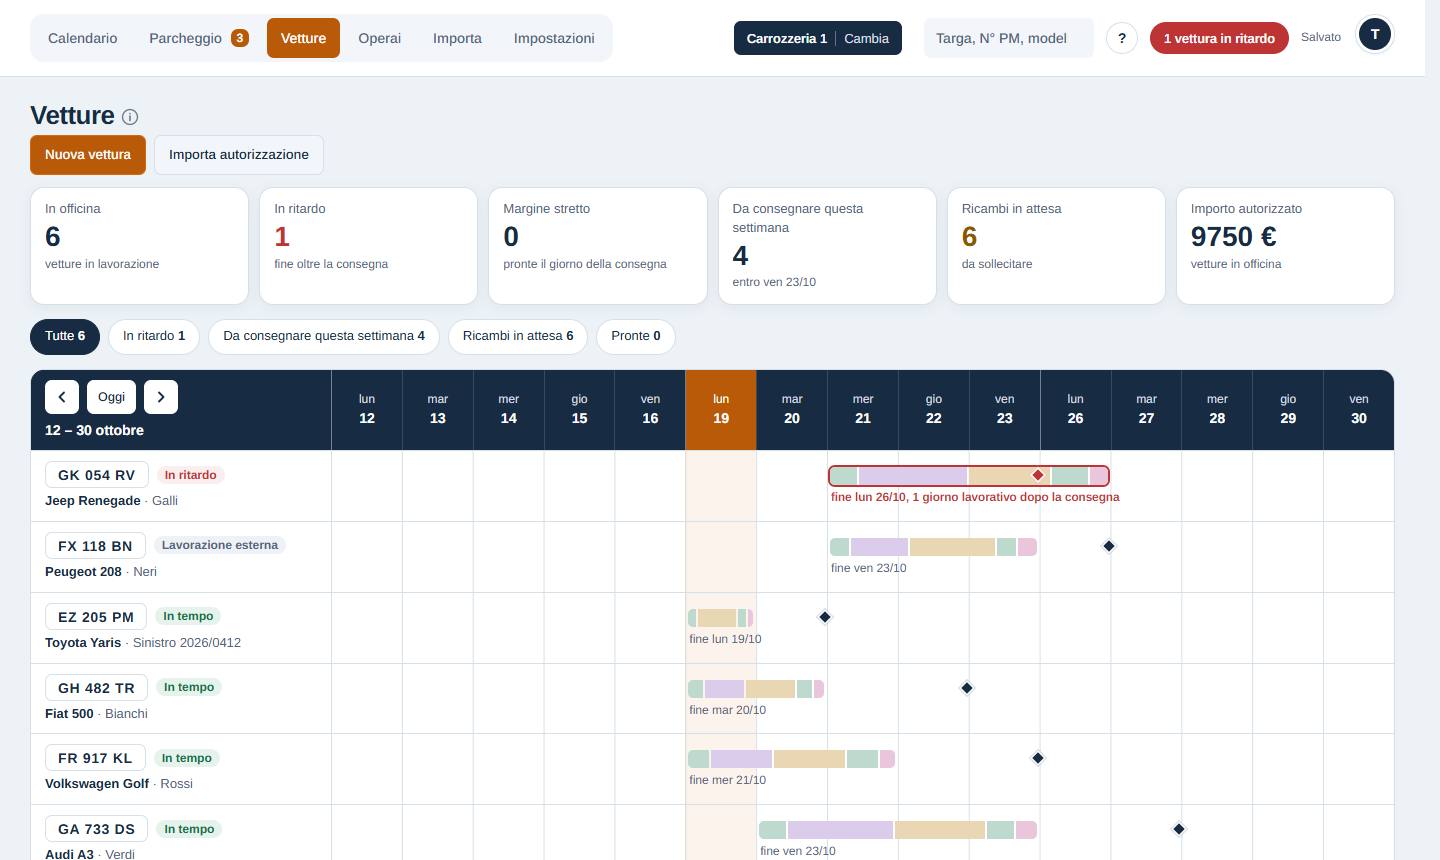 Calendario
Parcheggio 3
Vetture
Operai
Importa
Impostazioni
Carrozzeria 1 Cambia
Targa, N° PM, model
?
1 vettura in ritardo
Salvato
T
Vetture
Nuova vettura
Importa autorizzazione
In officina
6
vetture in lavorazione
In ritardo
1
fine oltre la consegna
Margine stretto
0
pronte il giorno della consegna
Da consegnare questa
settimana
4
entro ven 23/10
Ricambi in attesa
6
da sollecitare
Importo autorizzato
9750 €
vetture in officina
Tutte 6
In ritardo 1
Da consegnare questa settimana 4
Ricambi in attesa 6
Pronte 0
Oggi
12 – 30 ottobre
lun
12
mar
13
mer
14
gio
15
ven
16
lun
19
mar
20
mer
21
gio
22
ven
23
lun
26
mar
27
mer
28
gio
29
ven
30
GK 054 RV In ritardo
Jeep Renegade · Galli
fine lun 26/10, 1 giorno lavorativo dopo la consegna
FX 118 BN Lavorazione esterna
Peugeot 208 · Neri
fine ven 23/10
EZ 205 PM In tempo
Toyota Yaris · Sinistro 2026/0412
fine lun 19/10
GH 482 TR In tempo
Fiat 500 · Bianchi
fine mar 20/10
FR 917 KL In tempo
Volkswagen Golf · Rossi
fine mer 21/10
GA 733 DS In tempo
Audi A3 · Verdi
fine ven 23/10